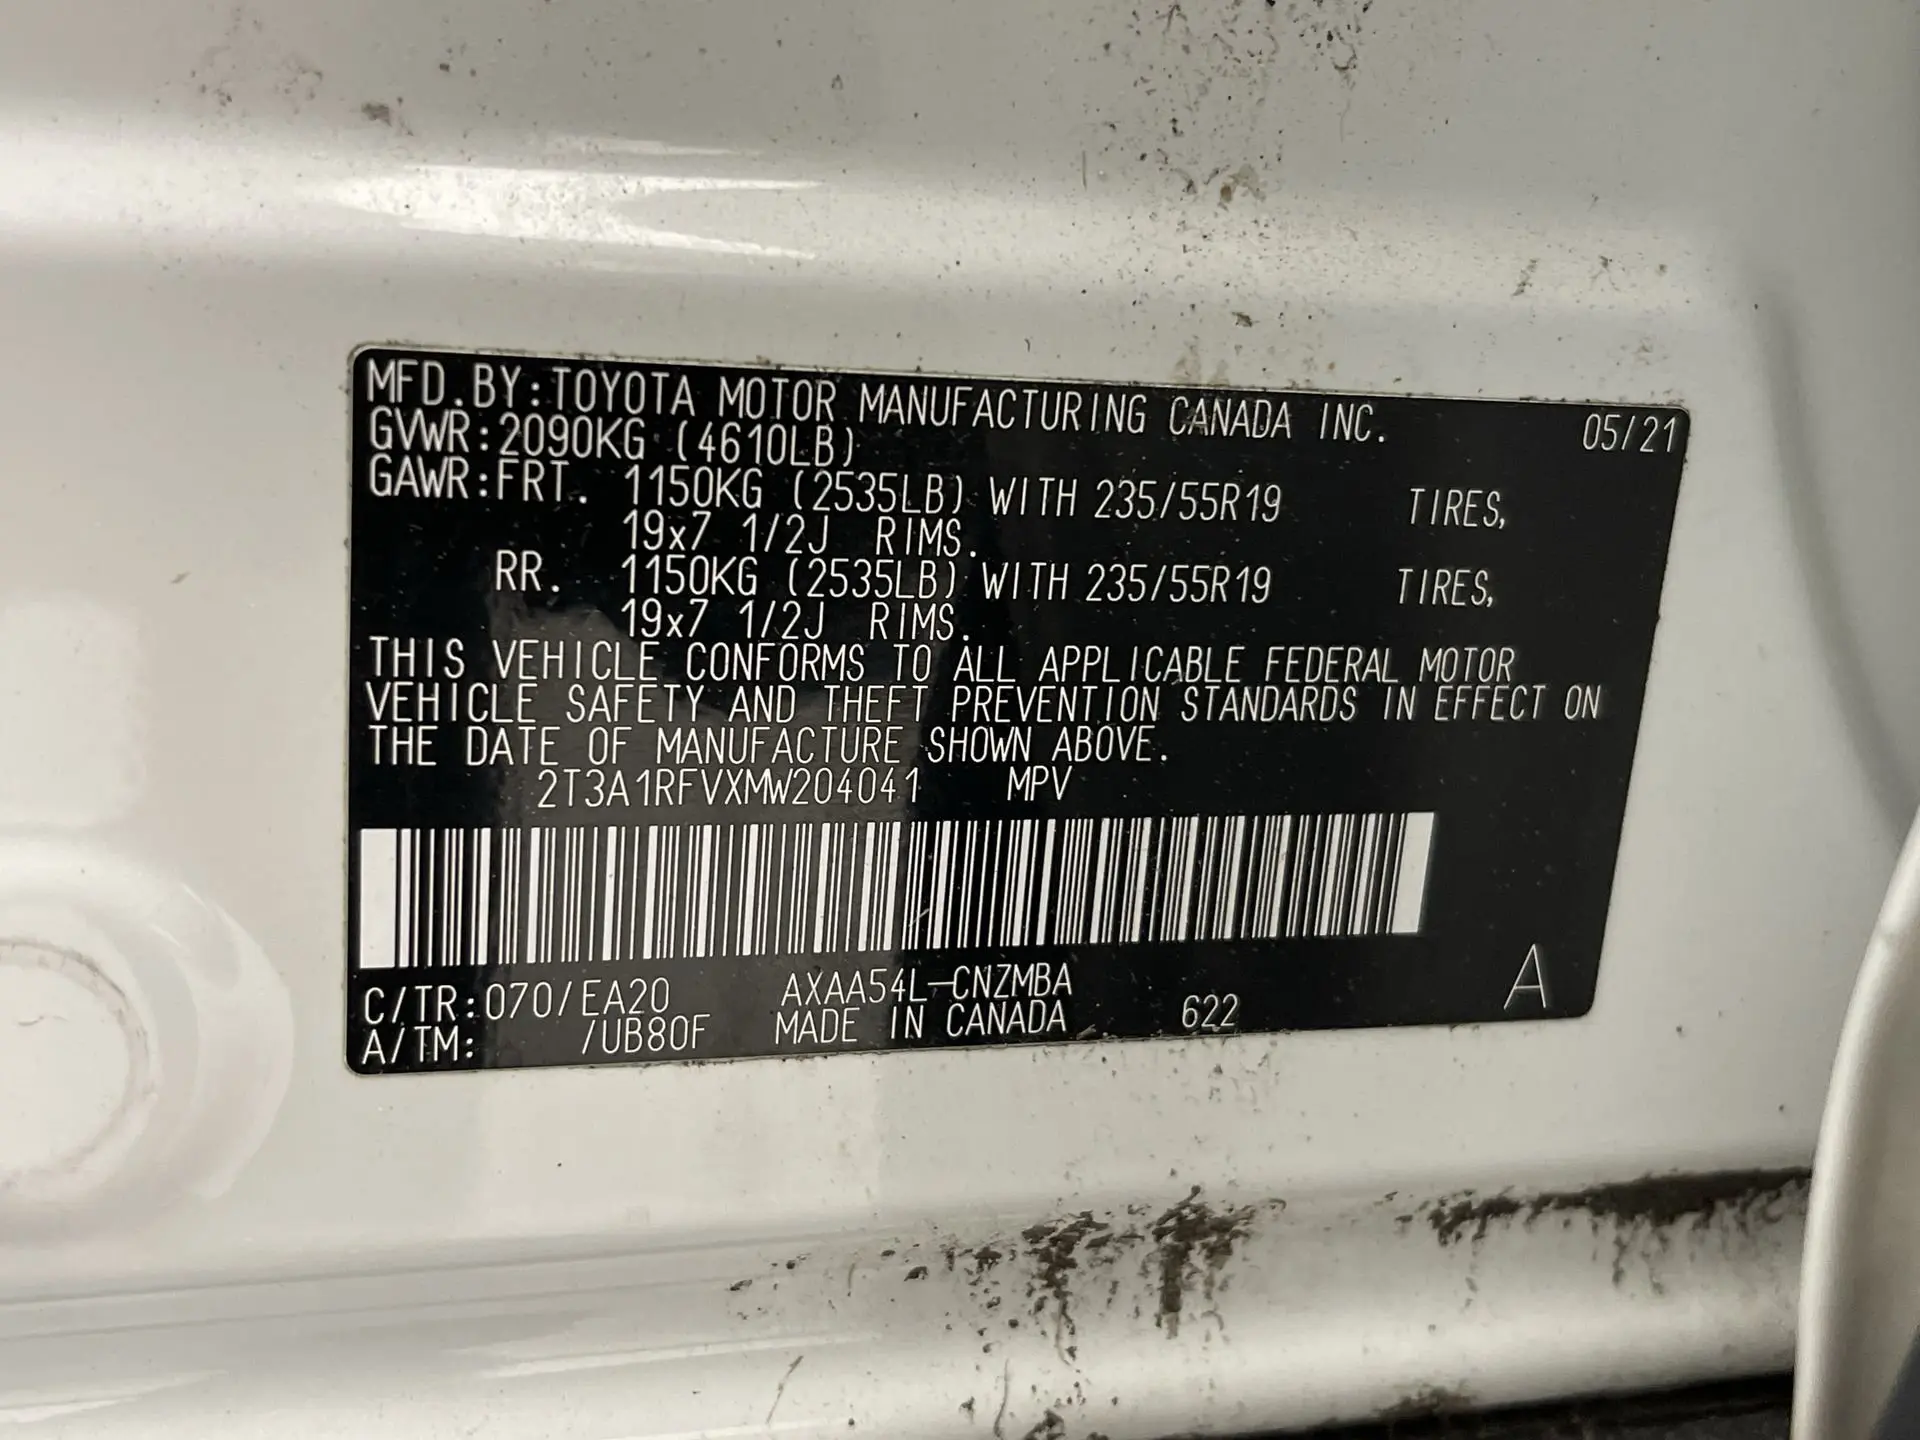 MFD.BY:TOYOTA MOTOR MANUFACTURING CANADA INC. 05/21
GVWR:2090KG (4610LB)
GAWR:FRT. 1150KG (2535LB) WITH 235/55R19 TIRES,
19x7 1/2J RIMS.
RR. 1150KG (2535LB) WITH 235/55R19 TIRES,
19x7 1/2J RIMS.
THIS VEHICLE CONFORMS TO ALL APPLICABLE FEDERAL MOTOR
VEHICLE SAFETY AND THEFT PREVENTION STANDARDS IN EFFECT ON
THE DATE OF MANUFACTURE SHOWN ABOVE.
2T3A1RFVXMW204041 MPV
C/TR:070/EA20 AXAA54L-CNZMBA
A/TM: /UB80F MADE IN CANADA 622 A